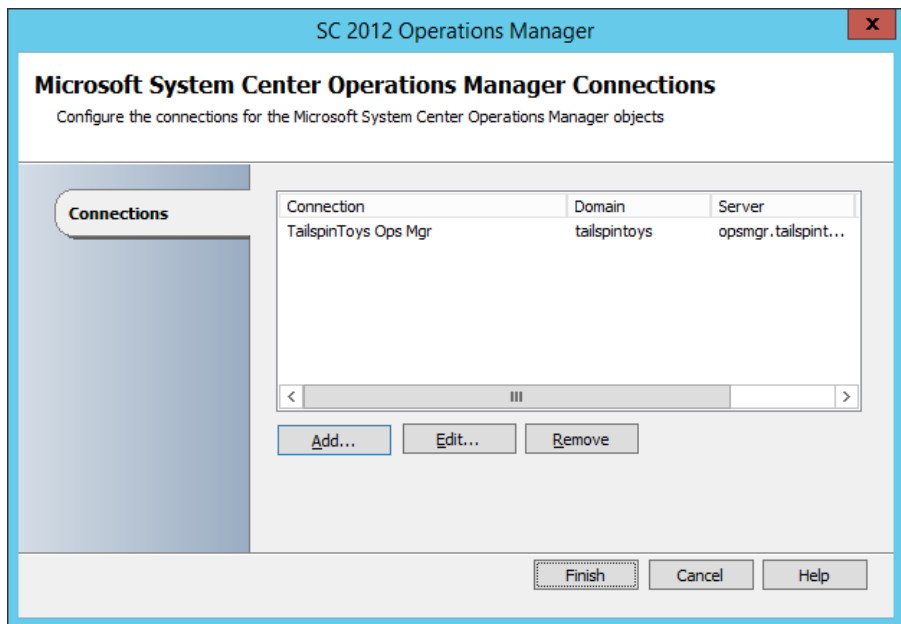 SC 2012 Operations Manager
x
Microsoft System Center Operations Manager Connections
Configure the connections for the Microsoft System Center Operations Manager objects
Connections
Connection Domain Server
TailspinToys Ops Mgr tailspintoys opsmgr.tailspint...
Add... Edit... Remove
Finish Cancel Help